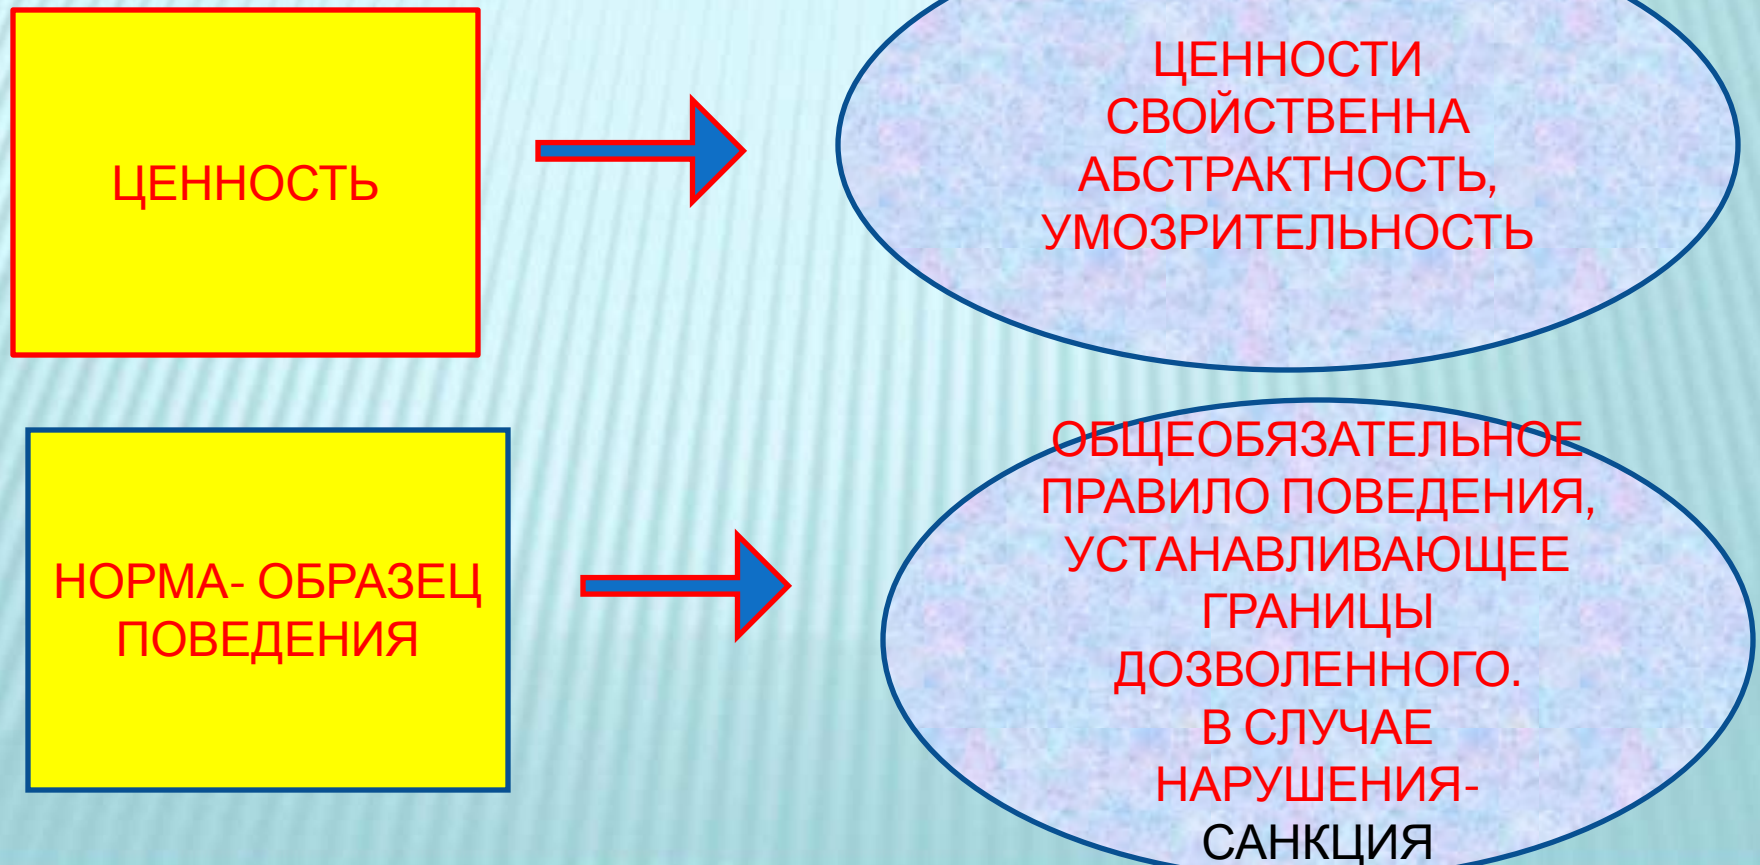 ЦЕННОСТЬ
ЦЕННОСТИ
СВОЙСТВЕННА
АБСТРАКТНОСТЬ,
УМОЗРИТЕЛЬНОСТЬ
НОРМА- ОБРАЗЕЦ
ПОВЕДЕНИЯ
ОБЩЕОБЯЗАТЕЛЬНОЕ
ПРАВИЛО ПОВЕДЕНИЯ,
УСТАНАВЛИВАЮЩЕЕ
ГРАНИЦЫ
ДОЗВОЛЕННОГО.
В СЛУЧАЕ
НАРУШЕНИЯ-
САНКЦИЯ